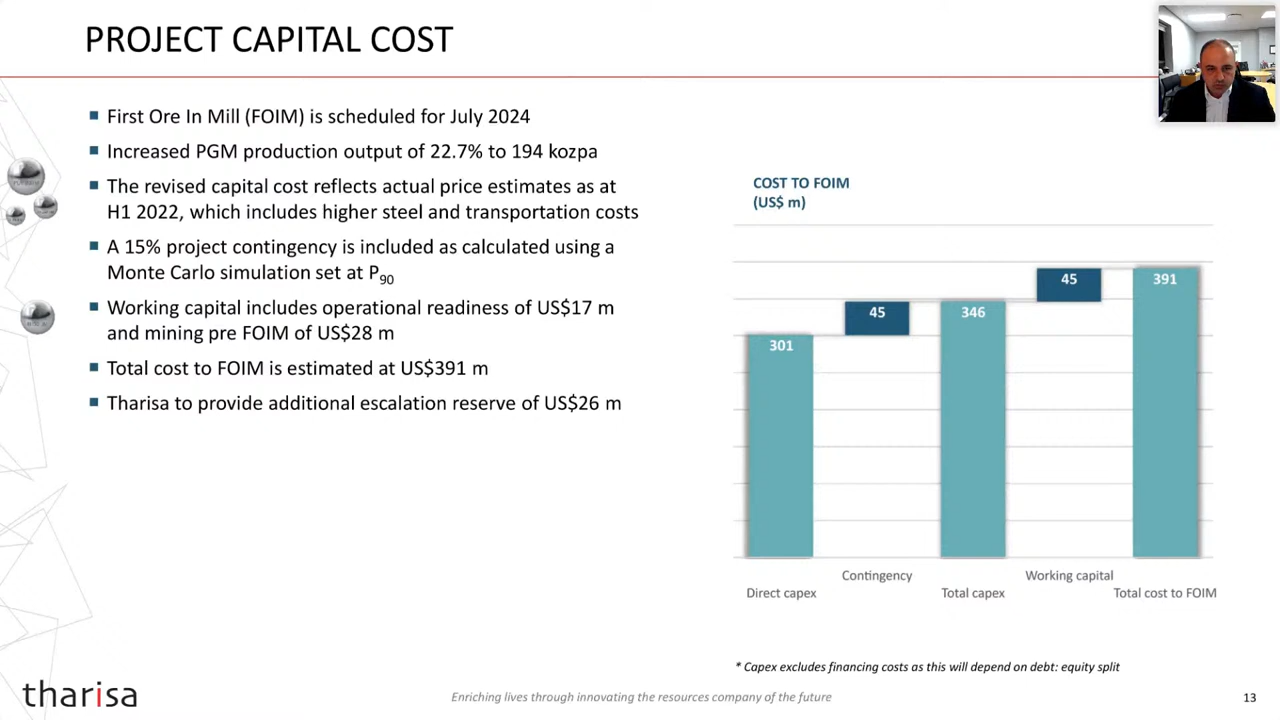 PROJECT CAPITAL COST
First Ore In Mill (FOIM) is scheduled for July 2024
Increased PGM production output of 22.7% to 194 kozpa
The revised capital cost reflects actual price estimates as at
H1 2022, which includes higher steel and transportation costs
A 15% project contingency is included as calculated using a
Monte Carlo simulation set at P90
Working capital includes operational readiness of US$17 m
and mining pre FOIM of US$28 m
Total cost to FOIM is estimated at US$391 m
Tharisa to provide additional escalation reserve of US$26 m
COST TO FOIM
(US$ m)
301
45
346
45
391
Direct capex
Contingency
Total capex
Working capital
Total cost to FOIM
* Capex excludes financing costs as this will depend on debt: equity split
tharisa
Enriching lives through innovating the resources company of the future
13